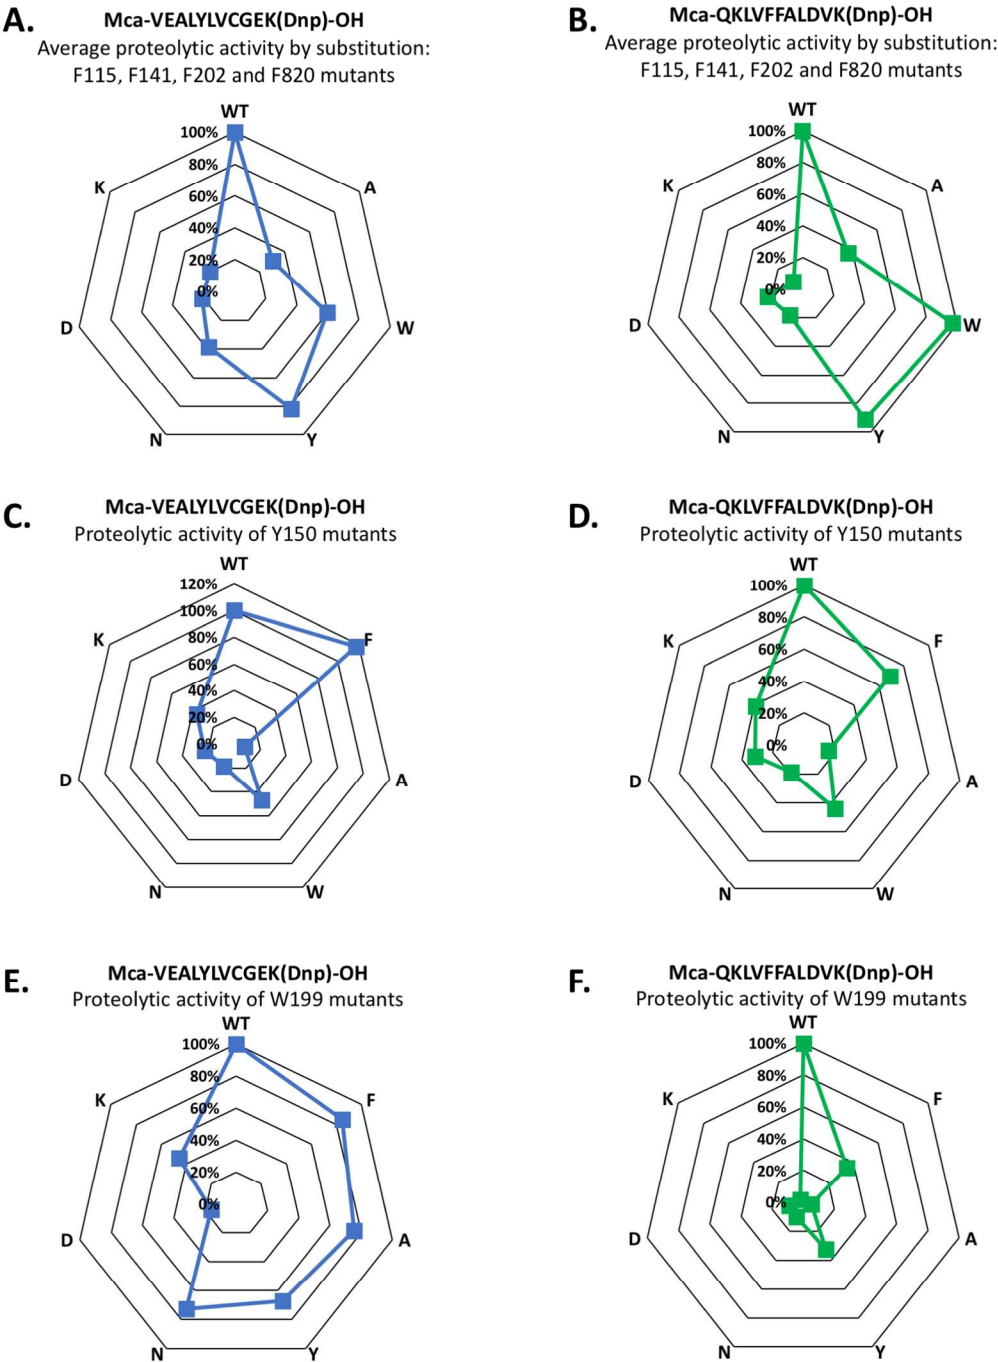 A.
Mca-VEALYLVCGEK(Dnp)-OH
Average proteolytic activity by substitution:
F115, F141, F202 and F820 mutants
WT
100%
80%
60%
40%
20%
0%
K
A
D
W
N
Y
B.
Mca-QKLVFFALDVK(Dnp)-OH
Average proteolytic activity by substitution:
F115, F141, F202 and F820 mutants
WT
100%
80%
60%
40%
20%
0%
K
A
D
W
N
Y
C.
Mca-VEALYLVCGEK(Dnp)-OH
Proteolytic activity of Y150 mutants
WT
120%
100%
80%
60%
40%
20%
0%
K
F
D
A
N
W
D.
Mca-QKLVFFALDVK(Dnp)-OH
Proteolytic activity of Y150 mutants
WT
100%
80%
60%
40%
20%
0%
K
F
D
A
N
W
E.
Mca-VEALYLVCGEK(Dnp)-OH
Proteolytic activity of W199 mutants
WT
100%
80%
60%
40%
20%
0%
K
F
D
A
N
Y
F.
Mca-QKLVFFALDVK(Dnp)-OH
Proteolytic activity of W199 mutants
WT
100%
80%
60%
40%
20%
0%
K
F
D
A
N
Y